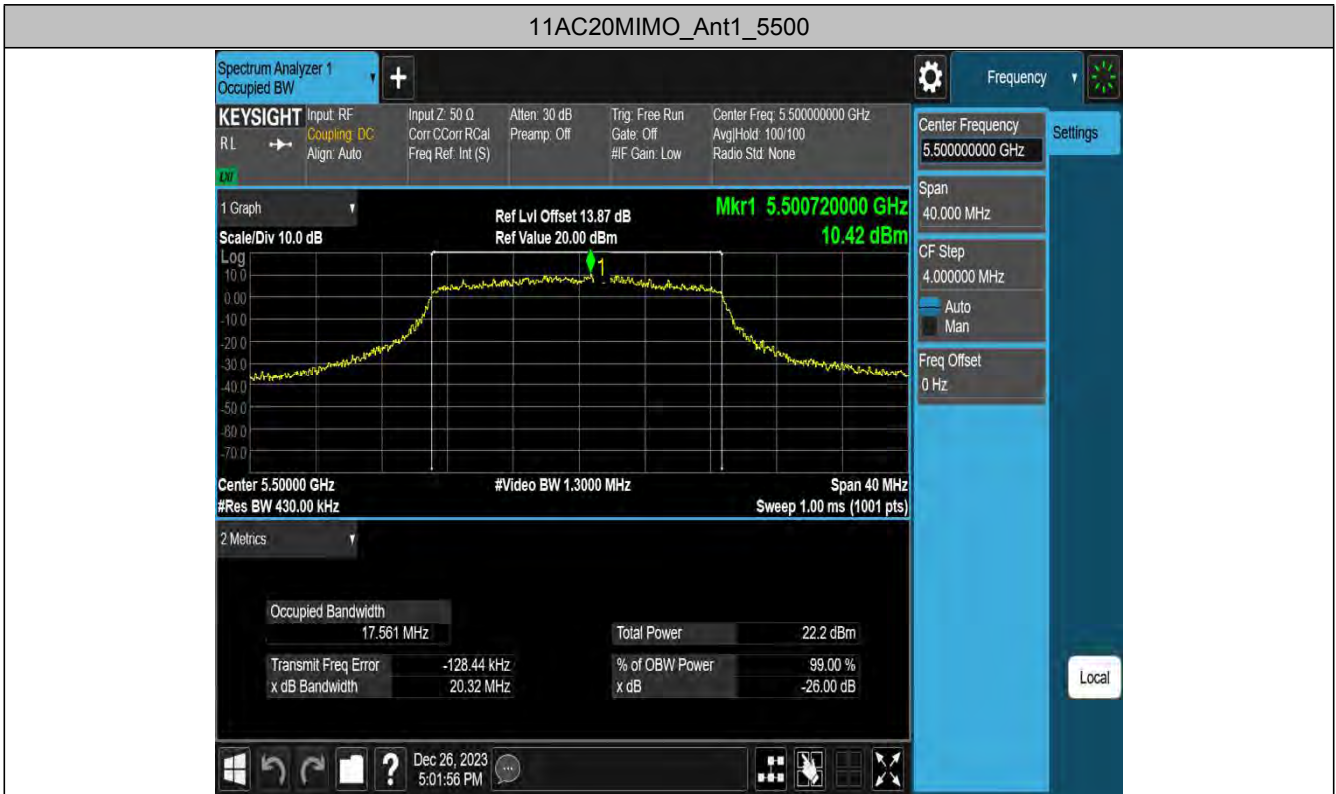 11AC20MIMO_Ant1_5500
Spectrum Analyzer 1
Occupied BW
+
Frequency
KEYSIGHT
RL
LXI
Input: RF
Coupling: DC
Align: Auto
Input Z: 50 Ω
Corr CCorr RCal
Freq Ref: Int (S)
Atten: 30 dB
Preamp: Off
Trig: Free Run
Gate: Off
#IF Gain: Low
Center Freq: 5.500000000 GHz
Avg|Hold: 100/100
Radio Std: None
Center Frequency
5.500000000 GHz
Settings
Span
40.000 MHz
CF Step
4.000000 MHz
Auto
Man
Freq Offset
0 Hz
Local
1 Graph
Scale/Div 10.0 dB
Ref Lvl Offset 13.87 dB
Ref Value 20.00 dBm
Mkr1 5.500720000 GHz
10.42 dBm
Log
10.0
0.00
-10.0
-20.0
-30.0
-40.0
-50.0
-60.0
-70.0
1
Center 5.50000 GHz
#Video BW 1.3000 MHz
Span 40 MHz
#Res BW 430.00 kHz
Sweep 1.00 ms (1001 pts)
2 Metrics
Occupied Bandwidth
17.561 MHz
Total Power 22.2 dBm
Transmit Freq Error -128.44 kHz
% of OBW Power 99.00 %
x dB Bandwidth 20.32 MHz
x dB -26.00 dB
?
Dec 26, 2023
5:01:56 PM